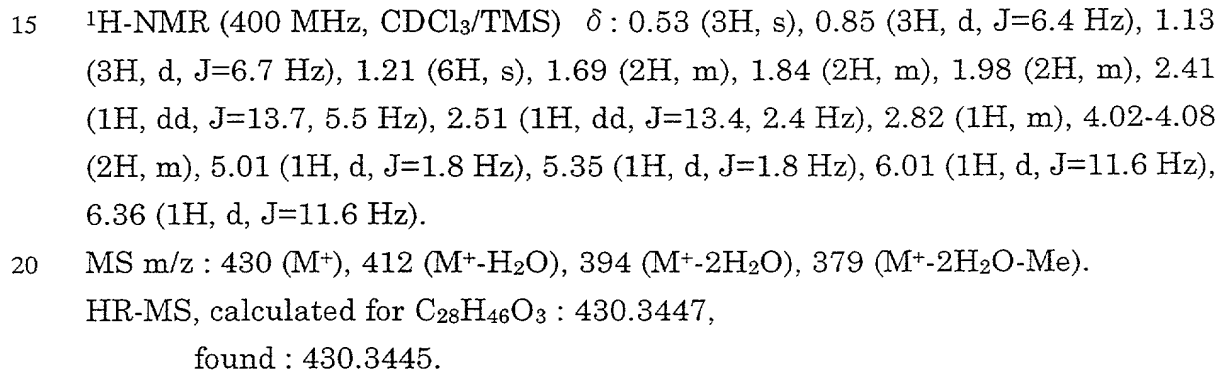 15 ¹H-NMR (400 MHz, CDCl₃/TMS) δ : 0.53 (3H, s), 0.85 (3H, d, J=6.4 Hz), 1.13
(3H, d, J=6.7 Hz), 1.21 (6H, s), 1.69 (2H, m), 1.84 (2H, m), 1.98 (2H, m), 2.41
(1H, dd, J=13.7, 5.5 Hz), 2.51 (1H, dd, J=13.4, 2.4 Hz), 2.82 (1H, m), 4.02-4.08
(2H, m), 5.01 (1H, d, J=1.8 Hz), 5.35 (1H, d, J=1.8 Hz), 6.01 (1H, d, J=11.6 Hz),
6.36 (1H, d, J=11.6 Hz).
20 MS m/z : 430 (M⁺), 412 (M⁺-H₂O), 394 (M⁺-2H₂O), 379 (M⁺-2H₂O-Me).
HR-MS, calculated for C₂₈H₄₆O₃ : 430.3447,
found : 430.3445.